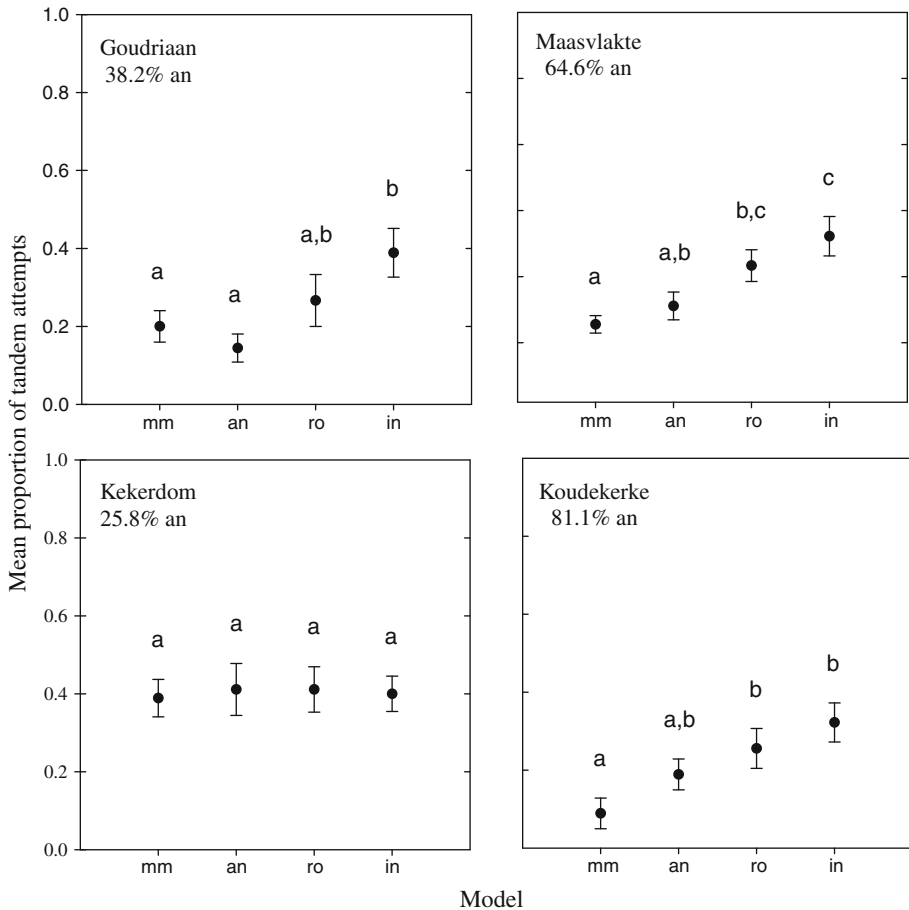 Mean proportion of tandem attempts
1.0
0.8
0.6
0.4
0.2
0.0
Goudriaan
38.2% an
a
a
a,b
b
mm an ro in
Maasvlakte
64.6% an
a
a,b
b,c
c
mm an ro in
1.0
0.8
0.6
0.4
0.2
0.0
Kekerdom
25.8% an
a
a
a
a
mm an ro in
Koudekerke
81.1% an
a
a,b
b
b
mm an ro in
Model